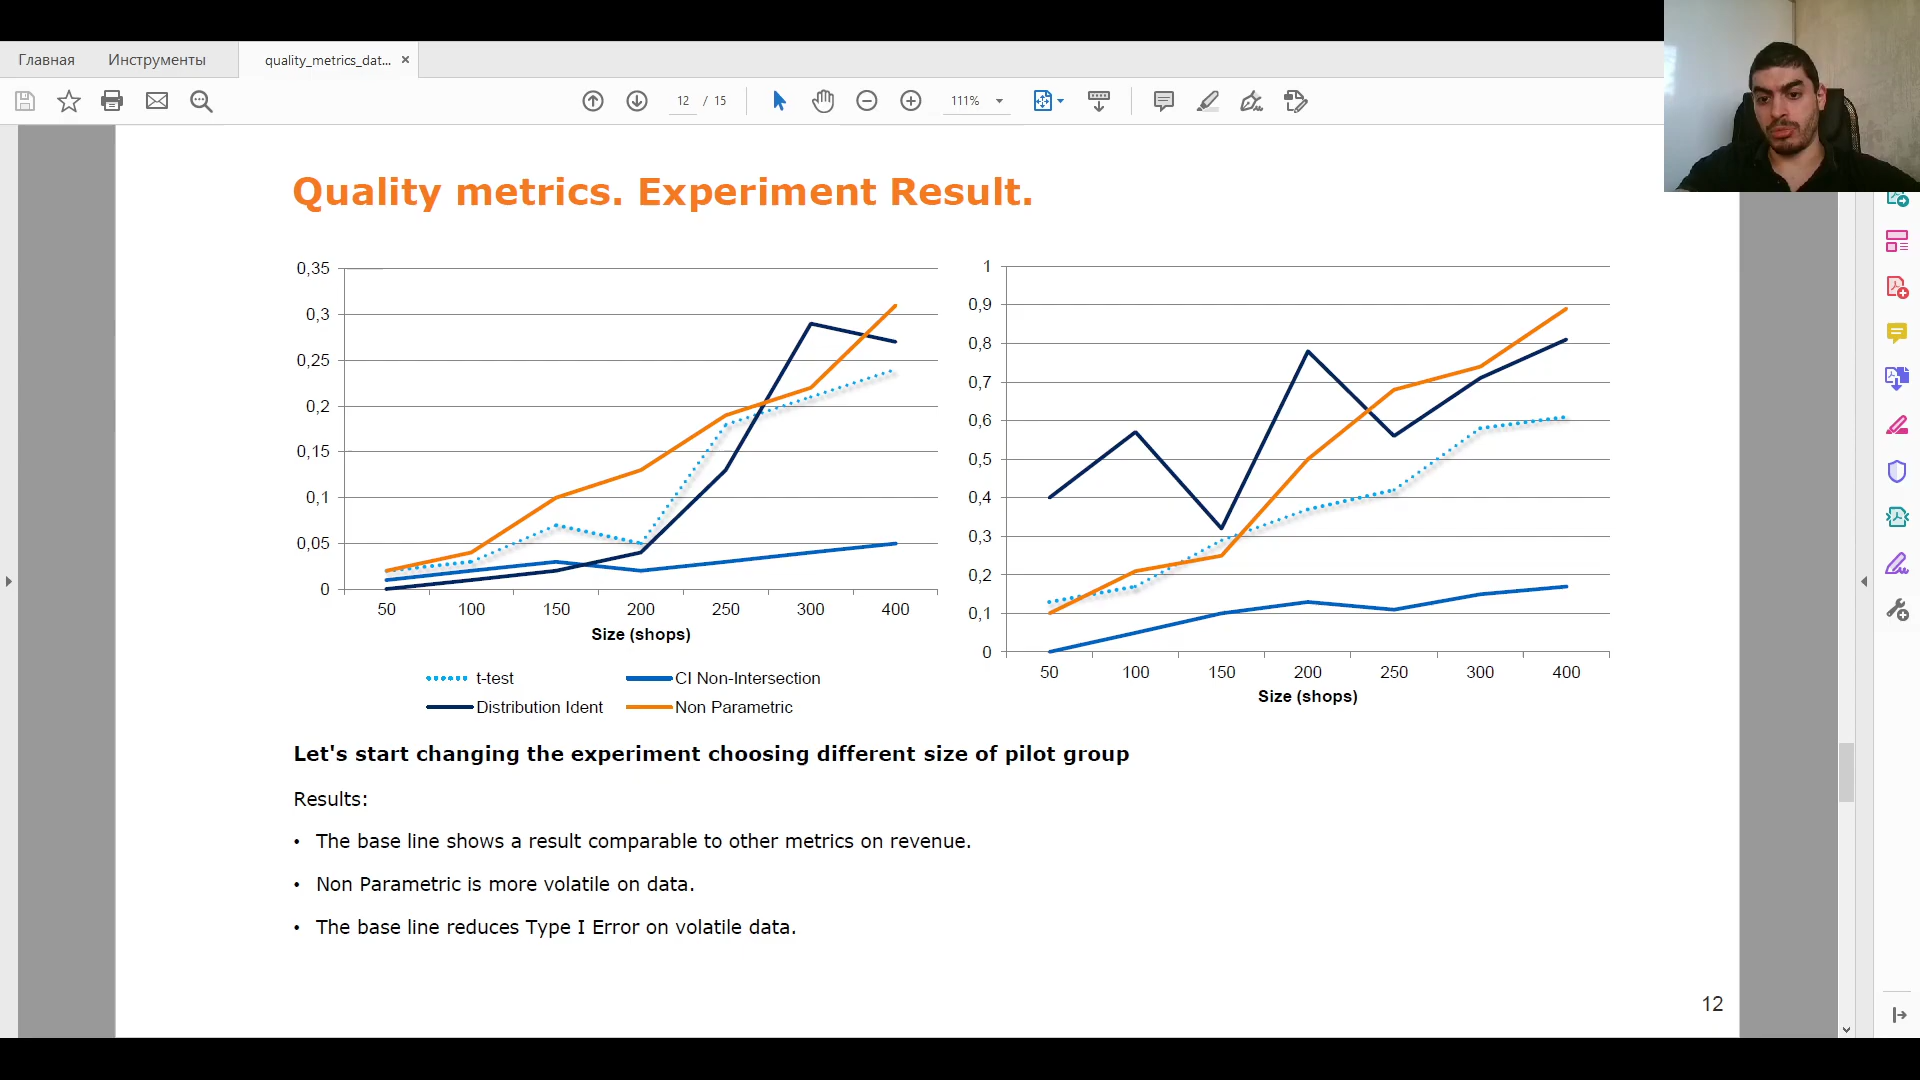 Главная Инструменты quality_metrics_dat... ×
12 / 15 111%
Quality metrics. Experiment Result.
0,35
0,3
0,25
0,2
0,15
0,1
0,05
0
50 100 150 200 250 300 400
Size (shops)
t-test CI Non-Intersection
Distribution Ident Non Parametric
1
0,9
0,8
0,7
0,6
0,5
0,4
0,3
0,2
0,1
0
50 100 150 200 250 300 400
Size (shops)
Let's start changing the experiment choosing different size of pilot group
Results:
• The base line shows a result comparable to other metrics on revenue.
• Non Parametric is more volatile on data.
• The base line reduces Type I Error on volatile data.
12